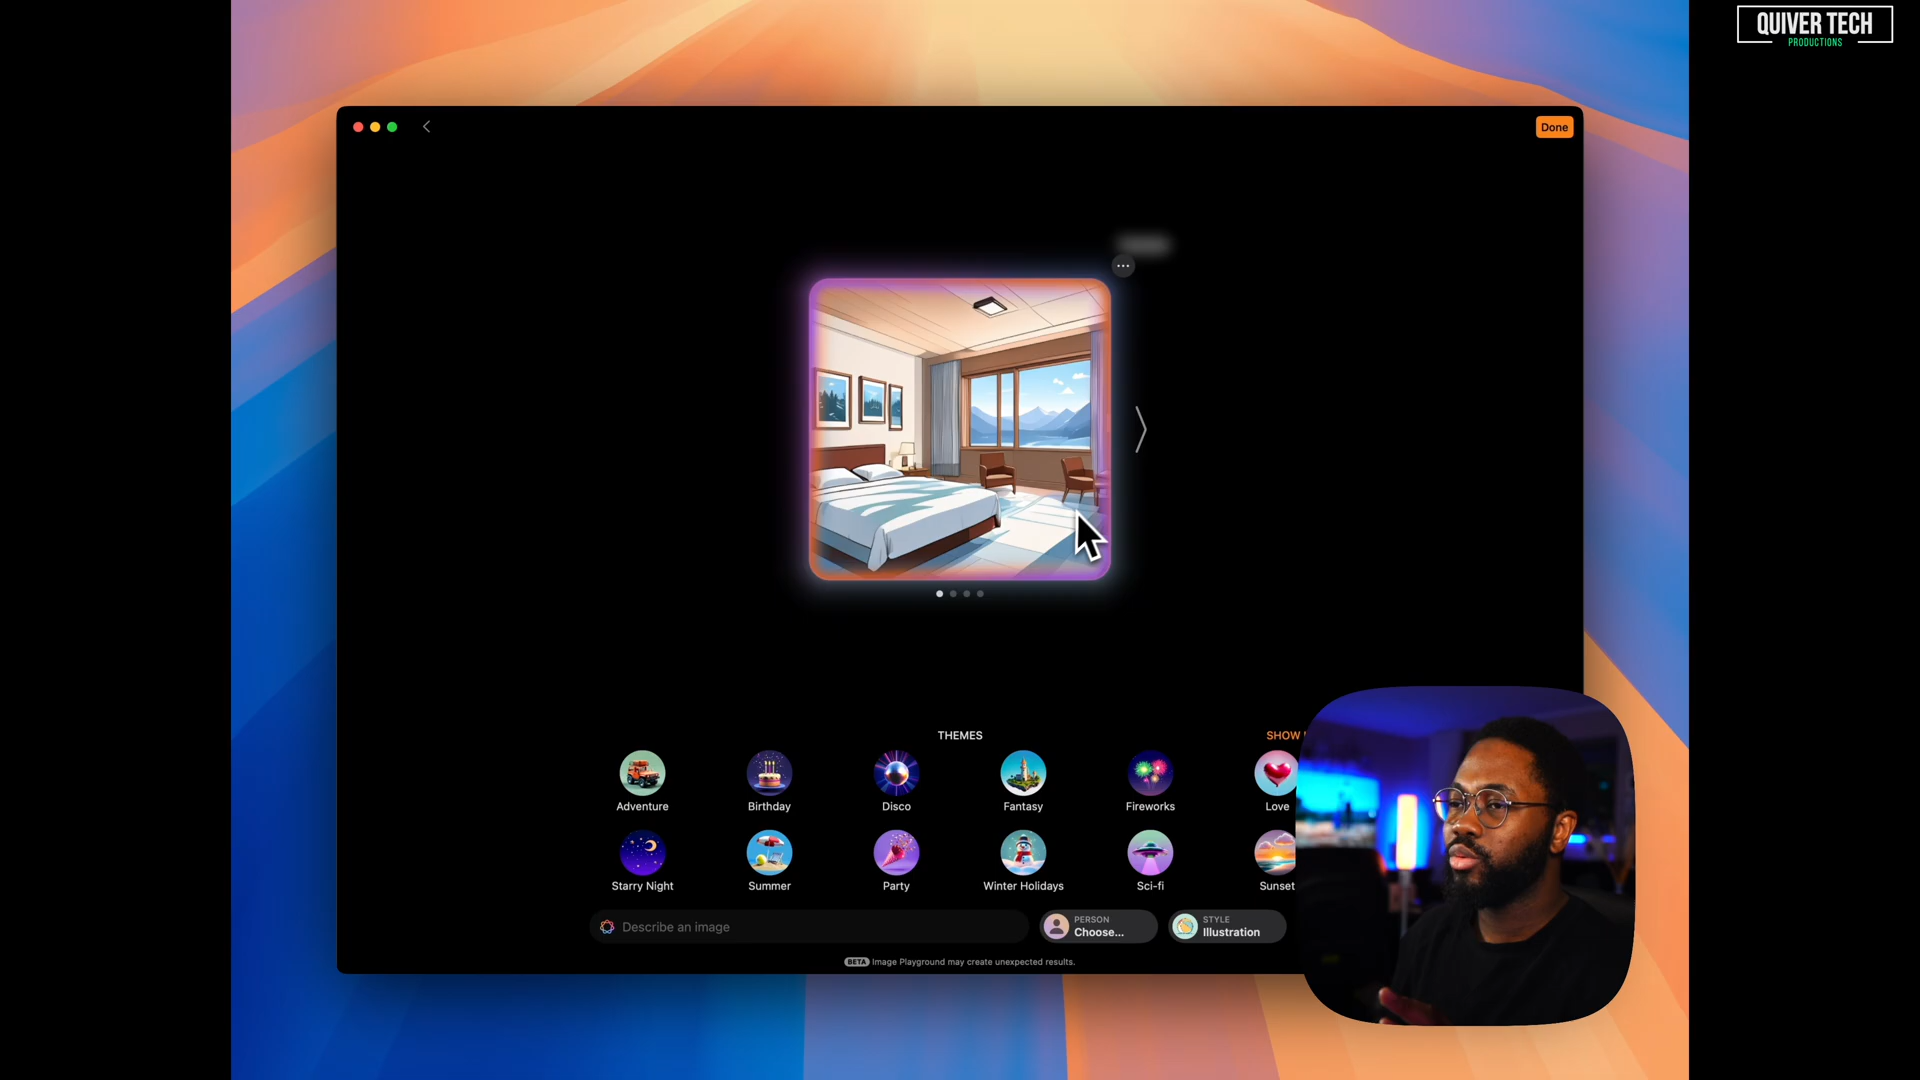 QUIVER TECH
PRODUCTIONS
Done
THEMES
SHOW
Adventure
Birthday
Disco
Fantasy
Fireworks
Love
Starry Night
Summer
Party
Winter Holidays
Sci-fi
Sunset
Describe an image
PERSON
Choose...
STYLE
Illustration
BETA Image Playground may create unexpected results.